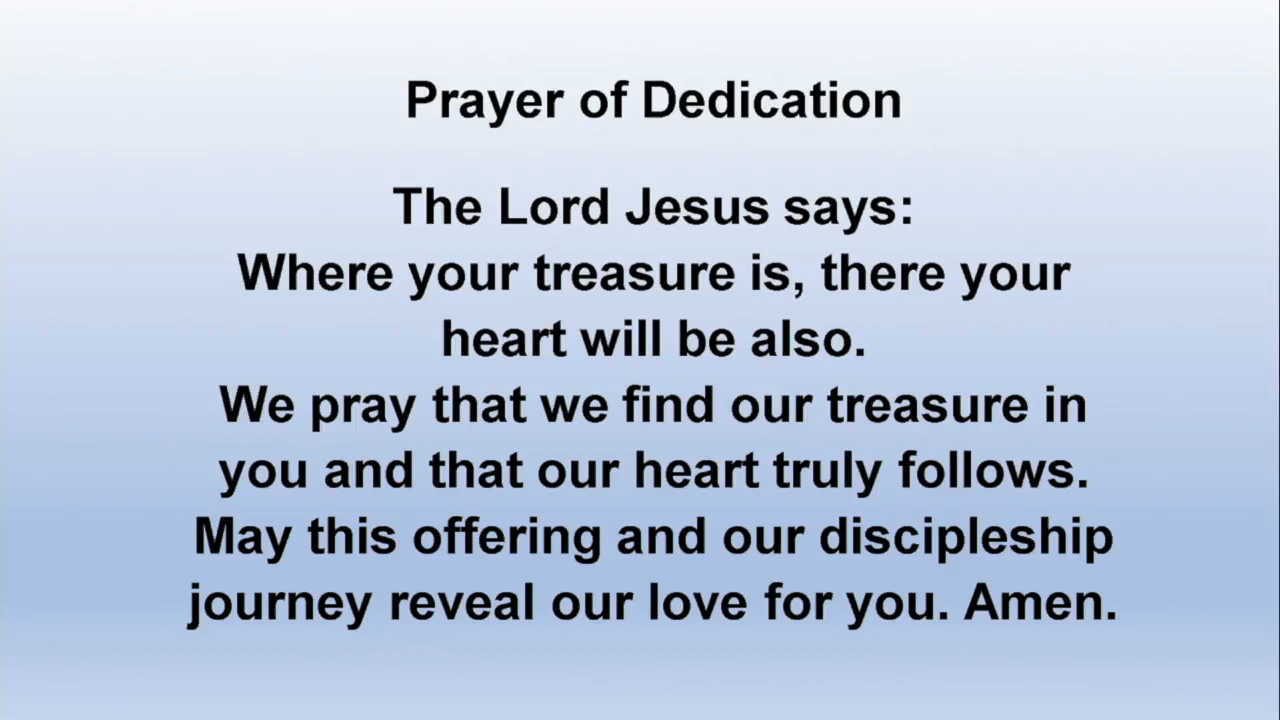 Prayer of Dedication
The Lord Jesus says:
Where your treasure is, there your
heart will be also.
We pray that we find our treasure in
you and that our heart truly follows.
May this offering and our discipleship
journey reveal our love for you. Amen.